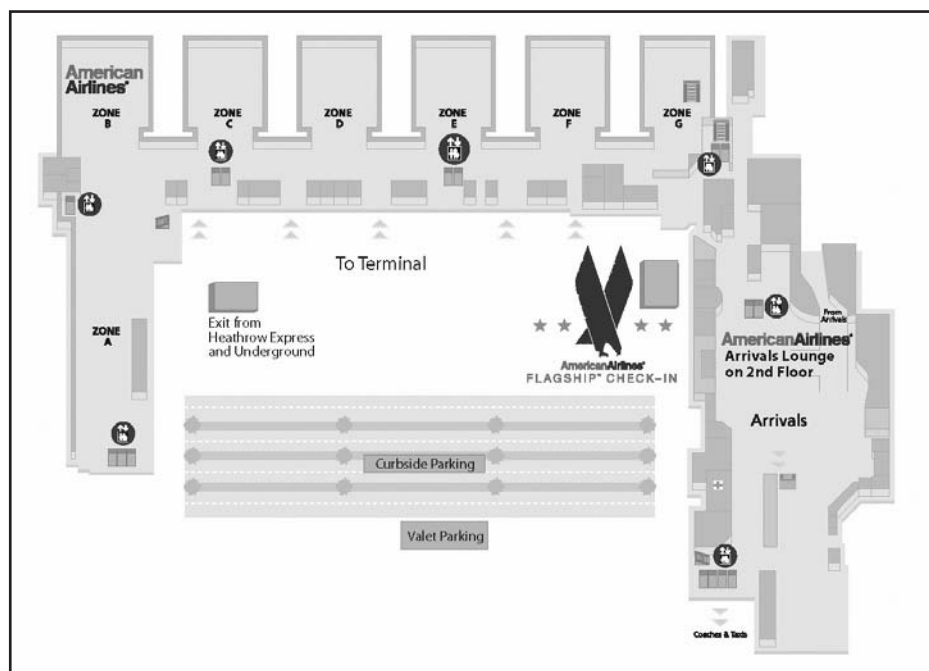 American
Airlines®
ZONE
B
ZONE
C
ZONE
D
ZONE
E
ZONE
F
ZONE
G
To Terminal
Exit from
Heathrow Express
and Underground
ZONE
A
AmericanAirlines®
FLAGSHIP℠ CHECK-IN
From
Arrivals
AmericanAirlines®
Arrivals Lounge
on 2nd Floor
Arrivals
Curbside Parking
Valet Parking
Coaches & Taxis